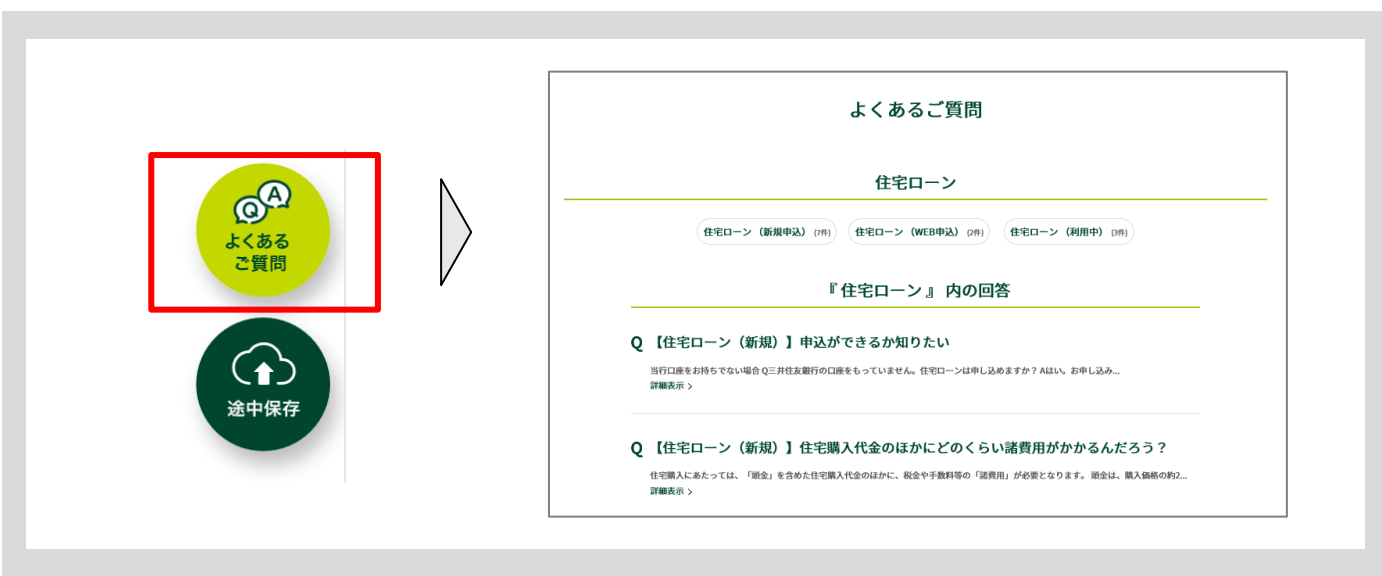 Q A
よくある
ご質問
途中保存
よくあるご質問
住宅ローン
住宅ローン（新規申込）(7件)
住宅ローン（WEB申込）(2件)
住宅ローン（利用中）(3件)
『 住宅ローン 』 内の回答
Q 【住宅ローン（新規）】申込ができるか知りたい
当行口座をお持ちでない場合 Q三井住友銀行の口座をもっていません。住宅ローンは申し込めますか？ Aはい。お申し込み...
詳細表示 >
Q 【住宅ローン（新規）】住宅購入代金のほかにどのくらい諸費用がかかるんだろう？
住宅購入にあたっては、「頭金」を含めた住宅購入代金のほかに、税金や手数料等の「諸費用」が必要となります。 頭金は、購入価格の約2...
詳細表示 >